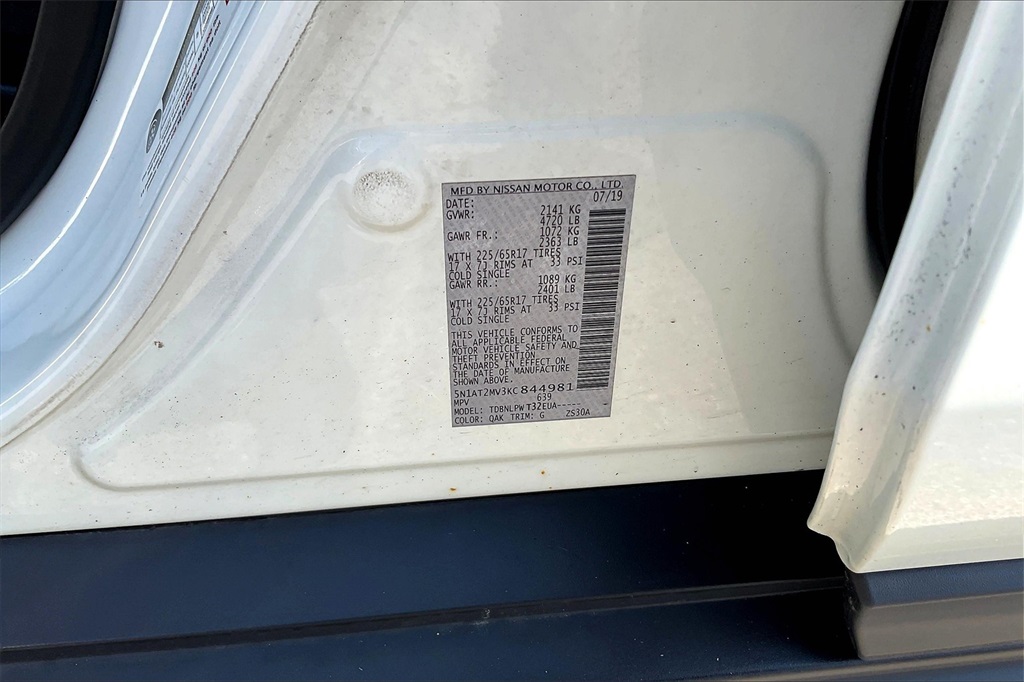 MFD BY NISSAN MOTOR CO., LTD.
DATE: 07/19
GVWR: 2141 KG
4720 LB
GAWR FR.: 1072 KG
2363 LB
WITH 225/65R17 TIRES
17 X 7J RIMS AT 33 PSI
COLD SINGLE
GAWR RR.: 1089 KG
2401 LB
WITH 225/65R17 TIRES
17 X 7J RIMS AT 33 PSI
COLD SINGLE
THIS VEHICLE CONFORMS TO
ALL APPLICABLE FEDERAL
MOTOR VEHICLE SAFETY AND
THEFT PREVENTION
STANDARDS IN EFFECT ON
THE DATE OF MANUFACTURE
SHOWN ABOVE.
5N1AT2MV3KC844981
MPV 639
MODEL: TDBNLPWT32EUA-----
COLOR: QAK TRIM: G ZS30A